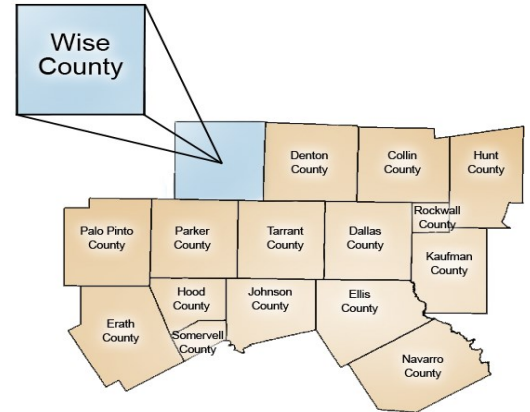 Wise
County
Denton
County
Collin
County
Hunt
County
Rockwall
County
Palo Pinto
County
Parker
County
Tarrant
County
Dallas
County
Kaufman
County
Hood
County
Johnson
County
Ellis
County
Erath
County
Somervell
County
Navarro
County